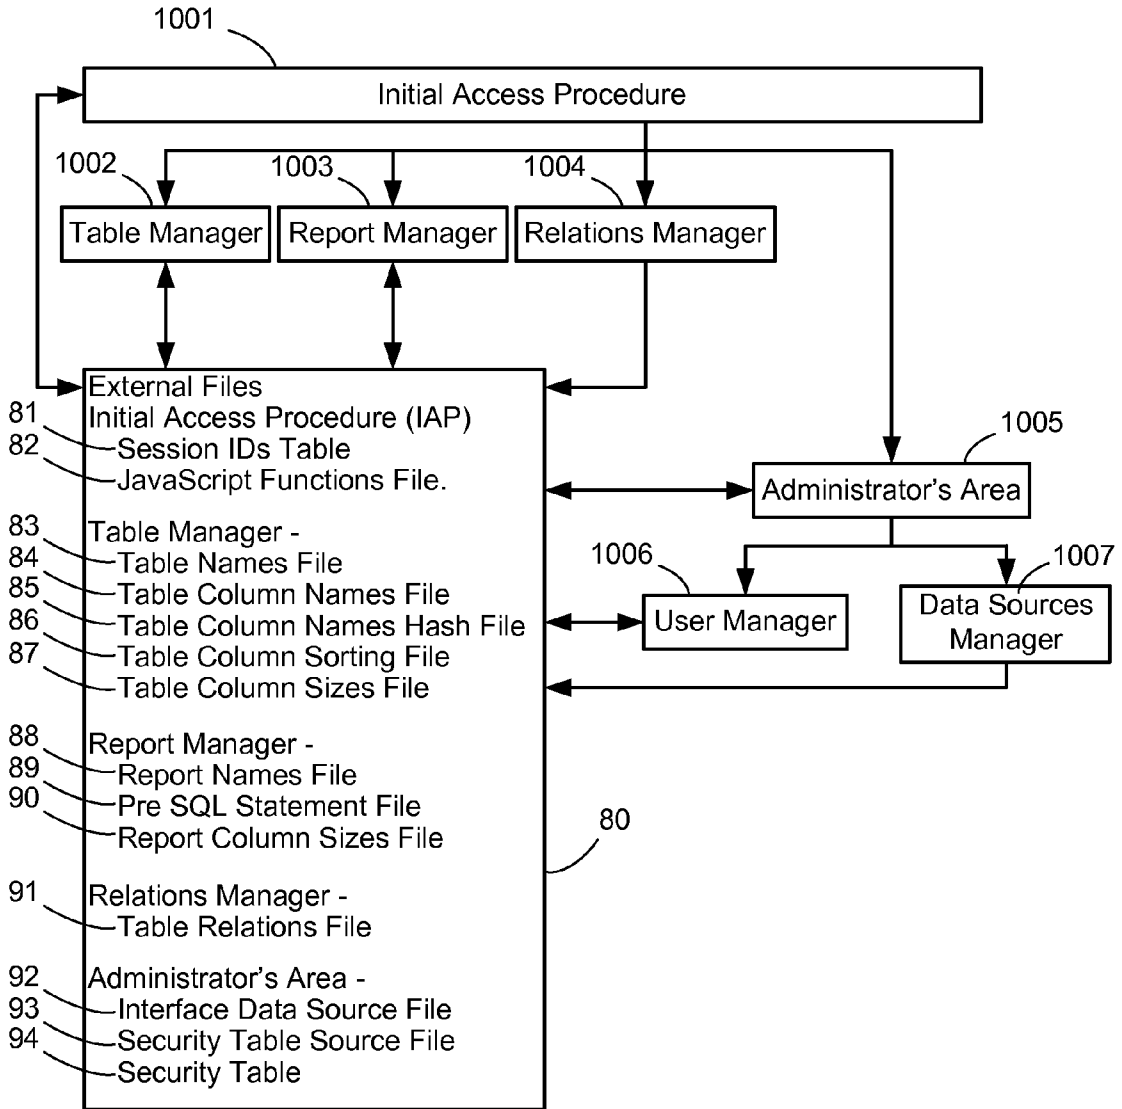 1001
Initial Access Procedure
1002
1003
1004
Table Manager
Report Manager
Relations Manager
External Files
81
Initial Access Procedure (IAP)
82
Session IDs Table
JavaScript Functions File.
1005
Administrator's Area
83
Table Manager -
84
Table Names File
85
Table Column Names File
86
Table Column Names Hash File
87
Table Column Sorting File
Table Column Sizes File
1006
User Manager
1007
Data Sources
Manager
88
Report Manager -
89
Report Names File
90
Pre SQL Statement File
Report Column Sizes File
80
91
Relations Manager -
Table Relations File
92
Administrator's Area -
93
Interface Data Source File
94
Security Table Source File
Security Table